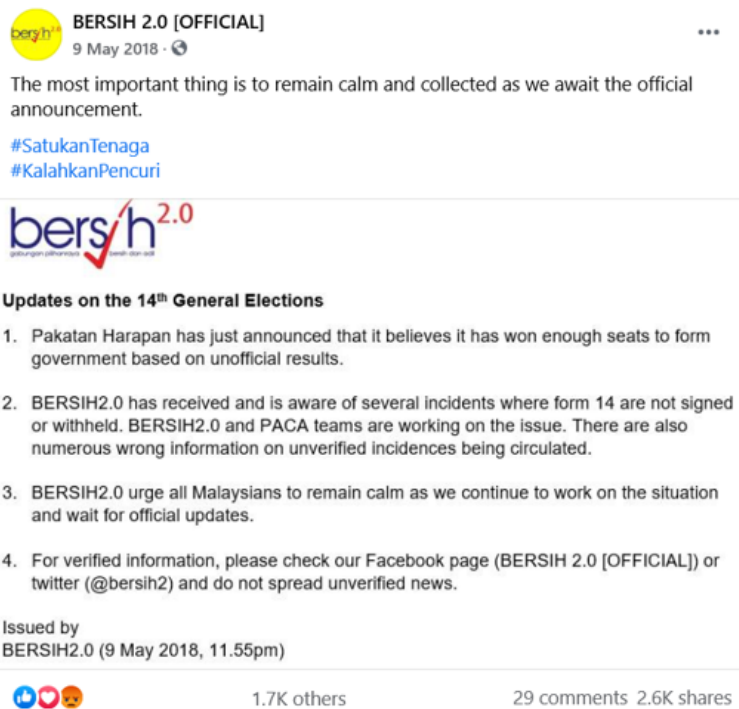 bersih2.0
BERSIH 2.0 [OFFICIAL]
9 May 2018 ·
The most important thing is to remain calm and collected as we await the official
announcement.
#SatukanTenaga
#KalahkanPencuri
bersih2.0
gabungan pilihanraya bersih dan adil
Updates on the 14th General Elections
1. Pakatan Harapan has just announced that it believes it has won enough seats to form
government based on unofficial results.
2. BERSIH2.0 has received and is aware of several incidents where form 14 are not signed
or withheld. BERSIH2.0 and PACA teams are working on the issue. There are also
numerous wrong information on unverified incidences being circulated.
3. BERSIH2.0 urge all Malaysians to remain calm as we continue to work on the situation
and wait for official updates.
4. For verified information, please check our Facebook page (BERSIH 2.0 [OFFICIAL]) or
twitter (@bersih2) and do not spread unverified news.
Issued by
BERSIH2.0 (9 May 2018, 11.55pm)
1.7K others 29 comments 2.6K shares